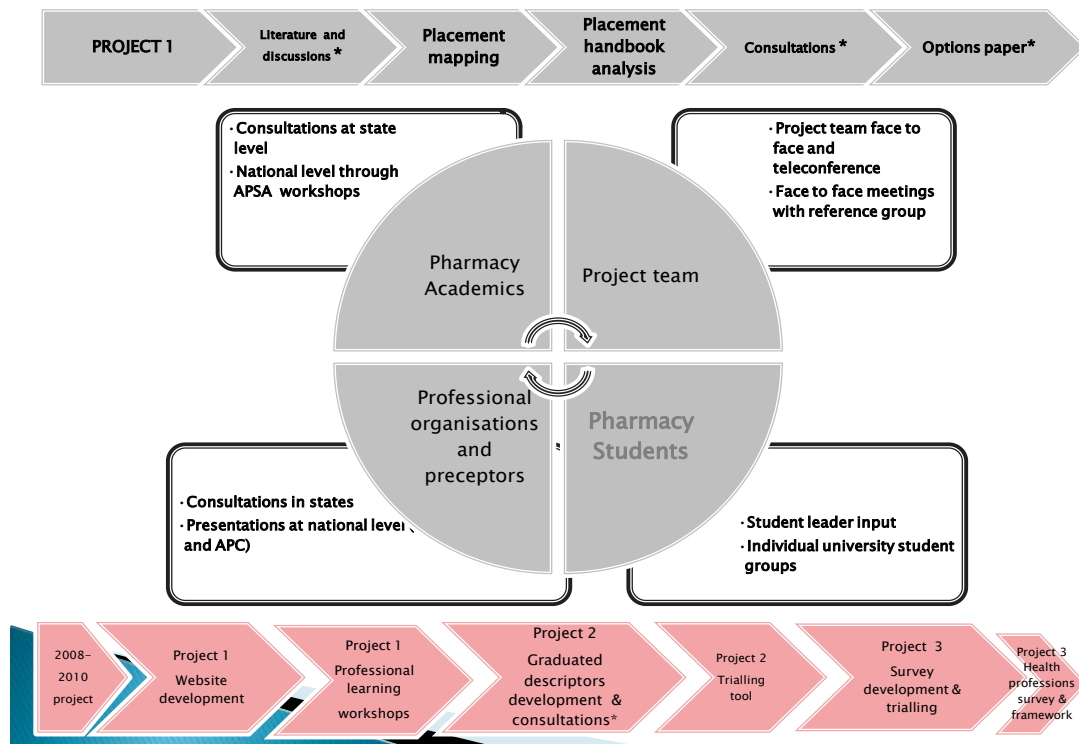 PROJECT 1
Literature and
discussions *
Placement
mapping
Placement
handbook
analysis
Consultations *
Options paper*
·Consultations at state
level
·National level through
APSA workshops
·Project team face to
face and
teleconference
·Face to face meetings
with reference group
Pharmacy
Academics
Project team
Professional
organisations
and
preceptors
Pharmacy
Students
·Consultations in states
·Presentations at national level (
and APC)
·Student leader input
·Individual university student
groups
2008-
2010
project
Project 1
Website
development
Project 1
Professional
learning
workshops
Project 2
Graduated
descriptors
development &
consultations*
Project 2
Trialling
tool
Project 3
Survey
development &
trialling
Project 3
Health
professions
survey &
framework